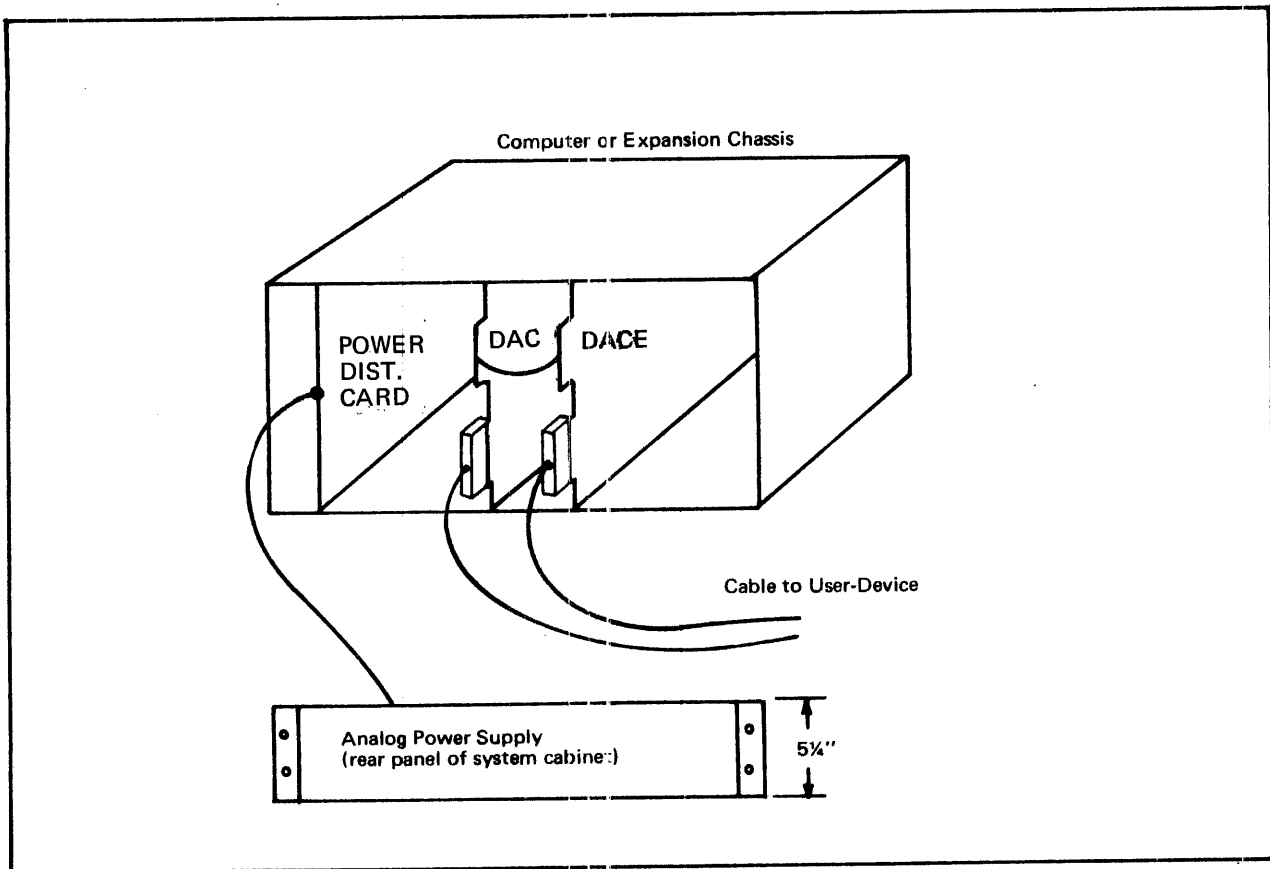 Computer or Expansion Chassis
POWER
DIST.
CARD
DAC
DACE
Cable to User-Device
Analog Power Supply
(rear panel of system cabinet)
5¼"